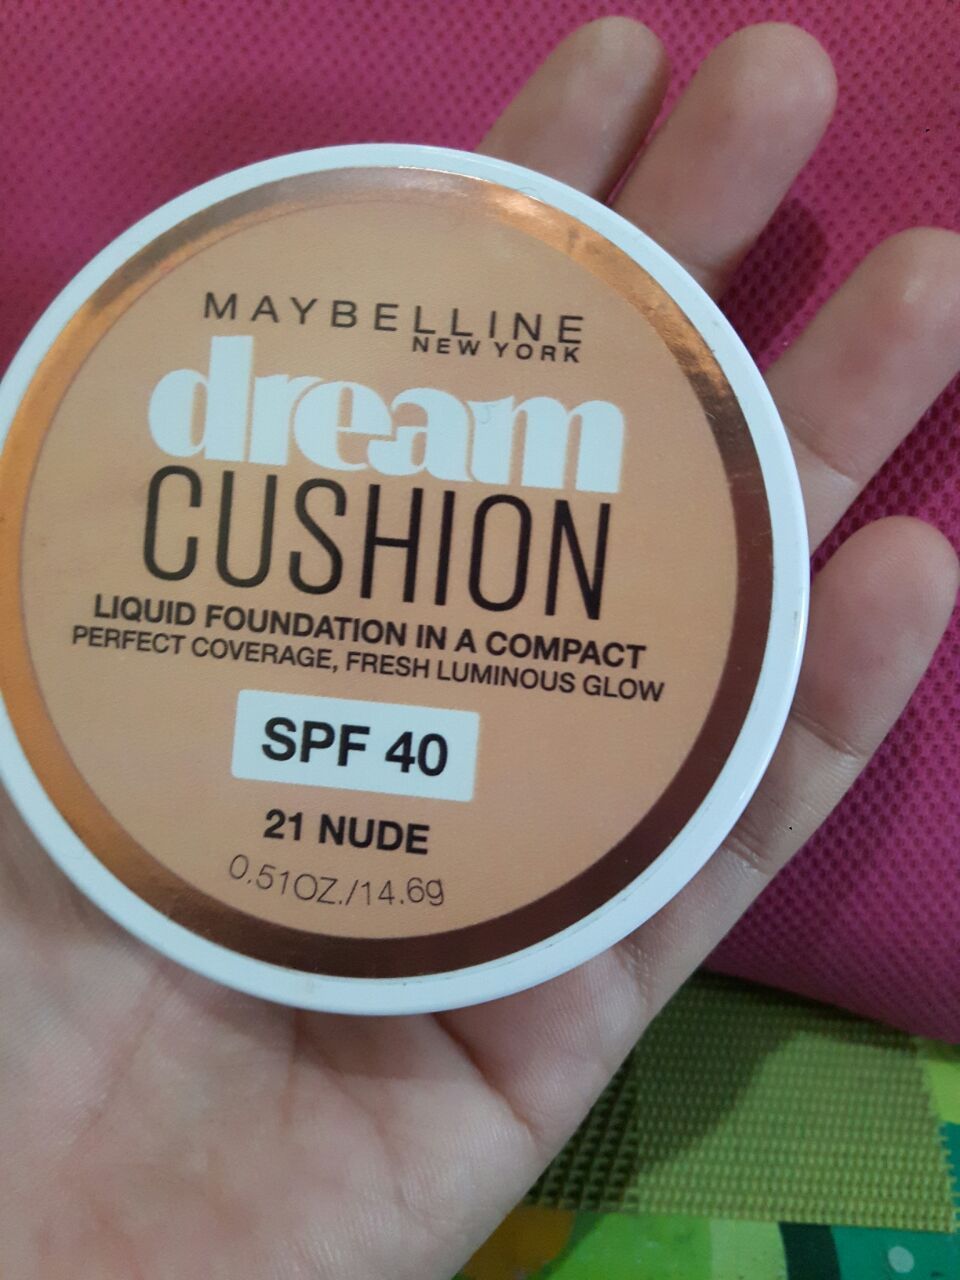 MAYBELLINE
NEW YORK
dream
CUSHION
LIQUID FOUNDATION IN A COMPACT
PERFECT COVERAGE, FRESH LUMINOUS GLOW
SPF 40
21 NUDE
0.51OZ./14.6g